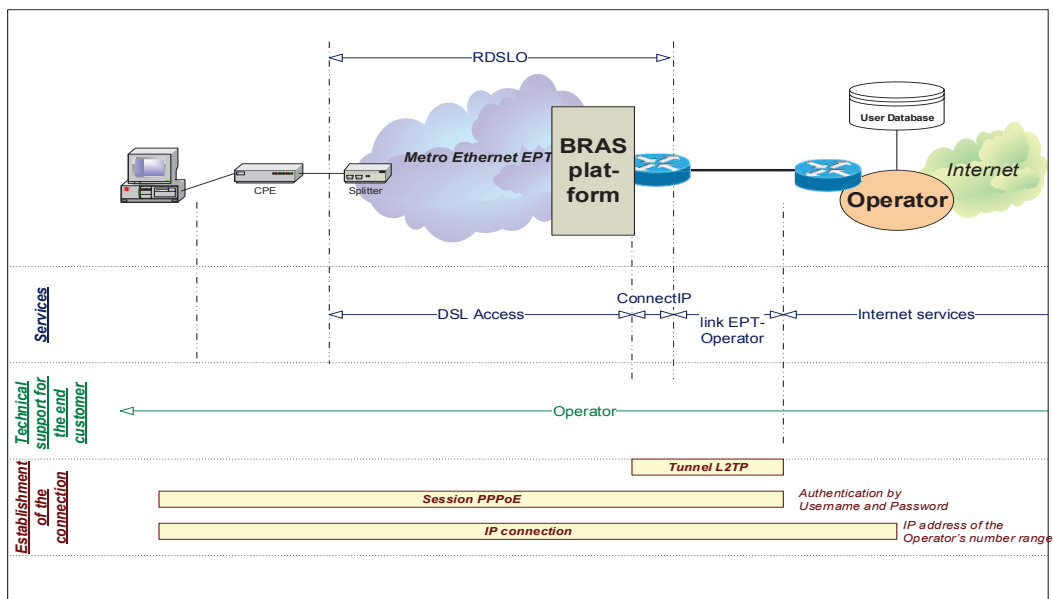 RDSLO
User Database
Metro Ethernet EPT
BRAS
plat-
form
Internet
CPE
Splitter
Operator
Services
DSL Access
ConnectIP
link EPT-
Operator
Internet services
Technical
support for
the end
customer
Operator
Establishment
of the
connection
Tunnel L2TP
Session PPPoE
Authentication by
Username and Password
IP connection
IP address of the
Operator's number range